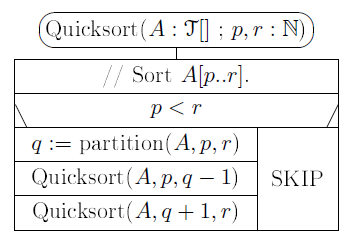 Quicksort(A : 𝒯[] ; p, r : ℕ)
// Sort A[p..r].
p < r
q := partition(A, p, r)
Quicksort(A, p, q − 1)
SKIP
Quicksort(A, q + 1, r)